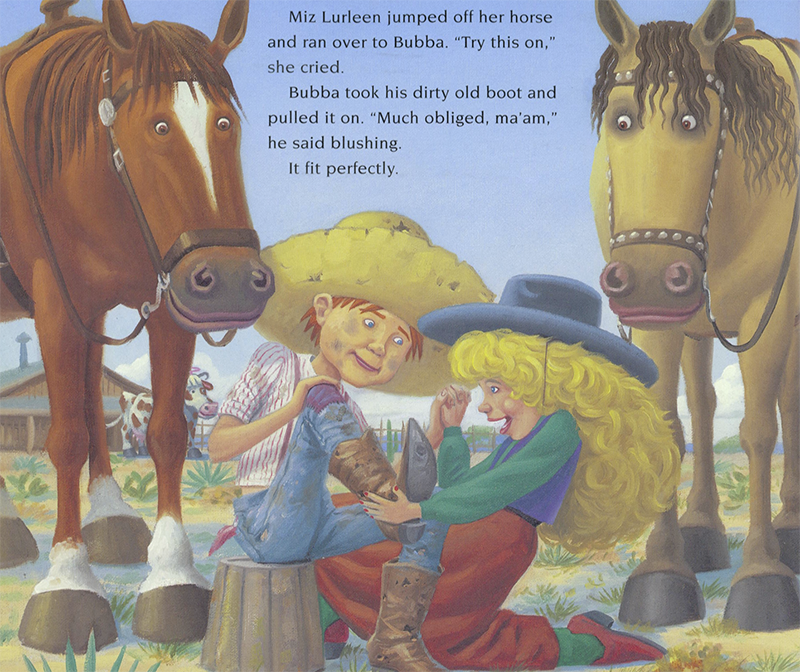 Miz Lurleen jumped off her horse
and ran over to Bubba. “Try this on,”
she cried.
Bubba took his dirty old boot and
pulled it on. “Much obliged, ma’am,”
he said blushing.
It fit perfectly.